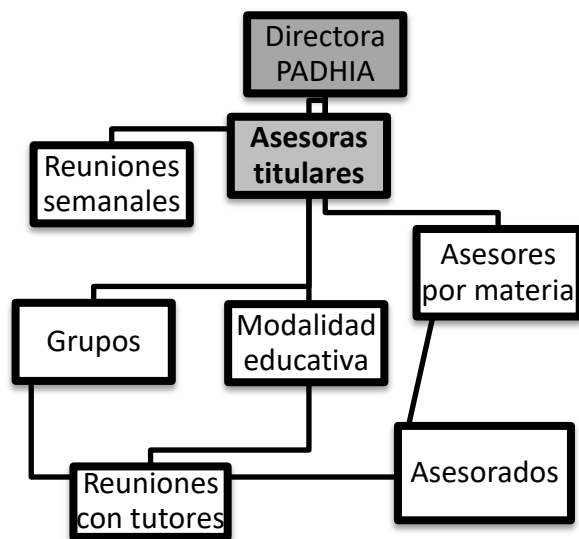 Directora
PADHIA
Asesoras
titulares
Reuniones
semanales
Asesores
por materia
Grupos
Modalidad
educativa
Reuniones
con tutores
Asesorados